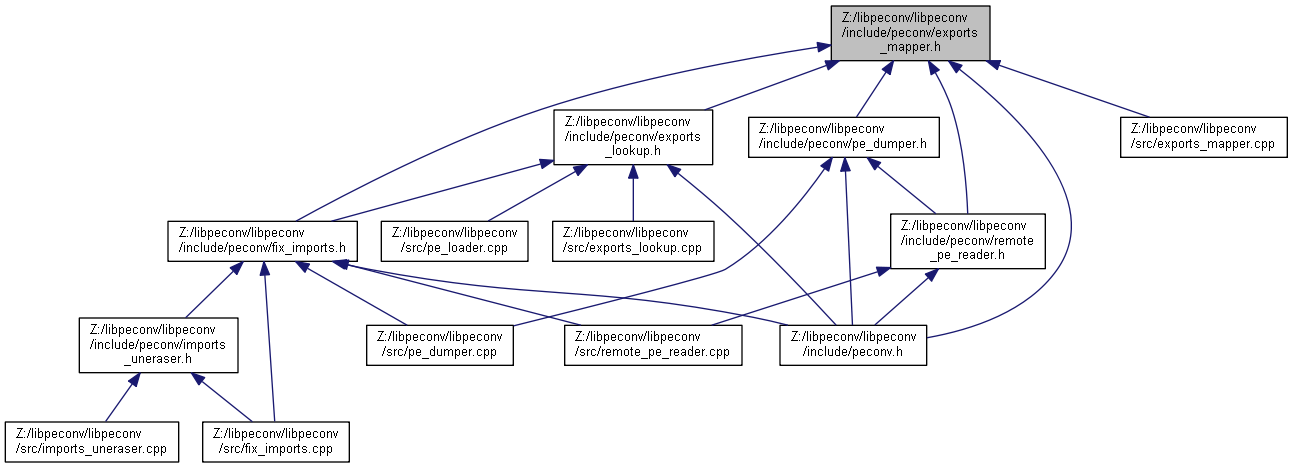 Z:/libpeconv/libpeconv
/include/peconv/exports
_mapper.h
Z:/libpeconv/libpeconv
/include/peconv/exports
_lookup.h
Z:/libpeconv/libpeconv
/include/peconv/pe_dumper.h
Z:/libpeconv/libpeconv
/src/exports_mapper.cpp
Z:/libpeconv/libpeconv
/include/peconv/fix_imports.h
Z:/libpeconv/libpeconv
/src/pe_loader.cpp
Z:/libpeconv/libpeconv
/src/exports_lookup.cpp
Z:/libpeconv/libpeconv
/include/peconv/remote
_pe_reader.h
Z:/libpeconv/libpeconv
/include/peconv/imports
_uneraser.h
Z:/libpeconv/libpeconv
/src/pe_dumper.cpp
Z:/libpeconv/libpeconv
/src/remote_pe_reader.cpp
Z:/libpeconv/libpeconv
/include/peconv.h
Z:/libpeconv/libpeconv
/src/imports_uneraser.cpp
Z:/libpeconv/libpeconv
/src/fix_imports.cpp